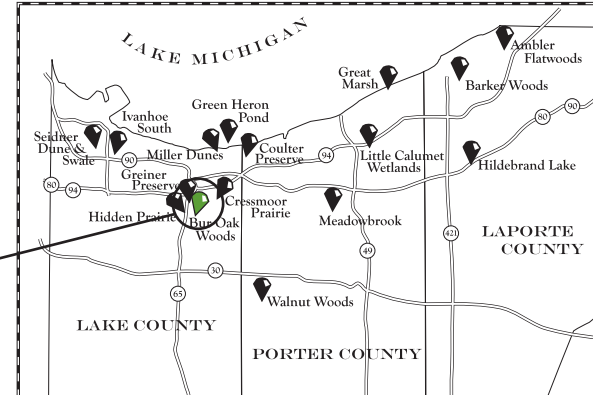 LAKE MICHIGAN
Ambler
Flatwoods
Great
Marsh
Barker Woods
Green Heron
Pond
Ivanhoe
South
Seidner
Dune &
Swale
90
80
90
Miller Dunes
Coulter
Preserve
94
Little Calumet
Wetlands
Hildebrand Lake
Greiner
Preserve
80
94
Cressmoor
Prairie
Hidden Prairie
Bur Oak
Woods
Meadowbrook
421
LAPORTE
COUNTY
49
30
65
Walnut Woods
LAKE COUNTY
PORTER COUNTY